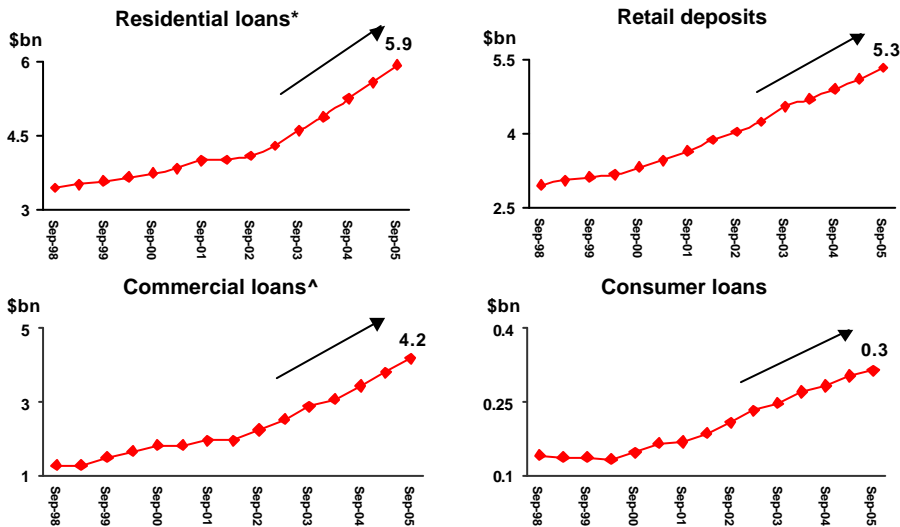 Residential loans*
$bn
5.9
6
4.5
3
Sep-98
Sep-99
Sep-00
Sep-01
Sep-02
Sep-03
Sep-04
Sep-05
Retail deposits
$bn
5.3
5.5
4
2.5
Sep-98
Sep-99
Sep-00
Sep-01
Sep-02
Sep-03
Sep-04
Sep-05
Commercial loans^
$bn
5
4.2
3
1
Sep-98
Sep-99
Sep-00
Sep-01
Sep-02
Sep-03
Sep-04
Sep-05
Consumer loans
$bn
0.4
0.3
0.25
0.1
Sep-98
Sep-99
Sep-00
Sep-01
Sep-02
Sep-03
Sep-04
Sep-05